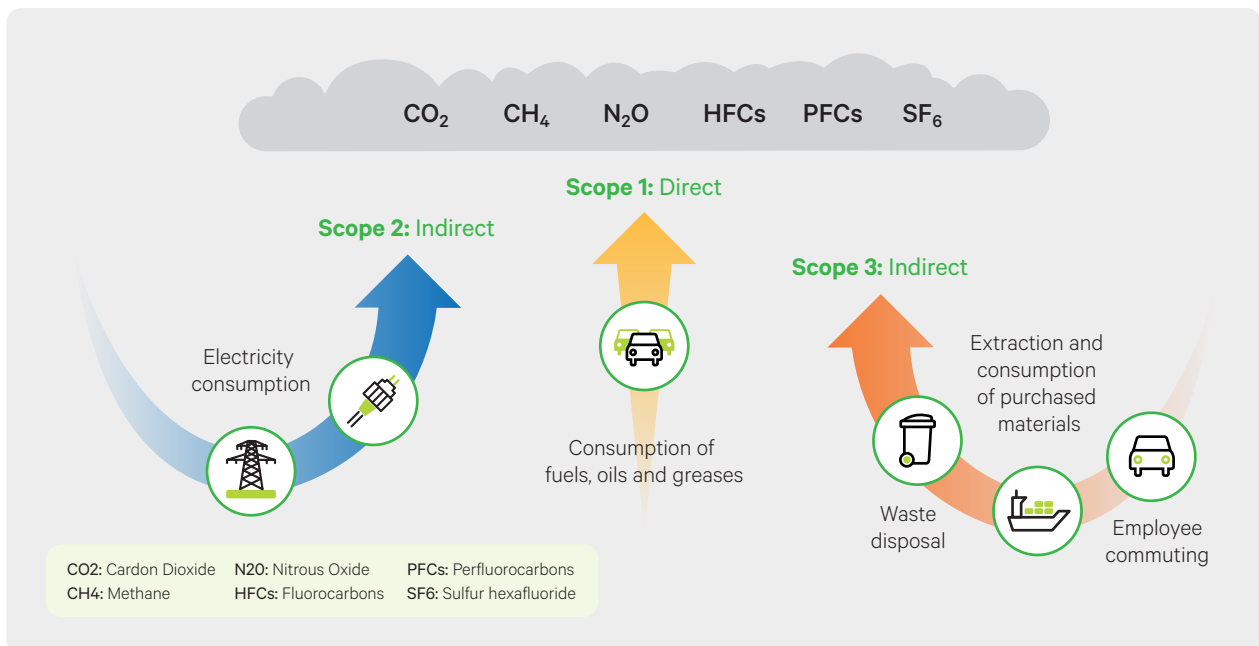 CO₂ CH₄ N₂O HFCs PFCs SF₆
Scope 1: Direct
Scope 2: Indirect
Scope 3: Indirect
Electricity
consumption
Consumption of
fuels, oils and greases
Extraction and
consumption
of purchased
materials
Waste
disposal
Employee
commuting
CO2: Cardon Dioxide N20: Nitrous Oxide PFCs: Perfluorocarbons
CH4: Methane HFCs: Fluorocarbons SF6: Sulfur hexafluoride